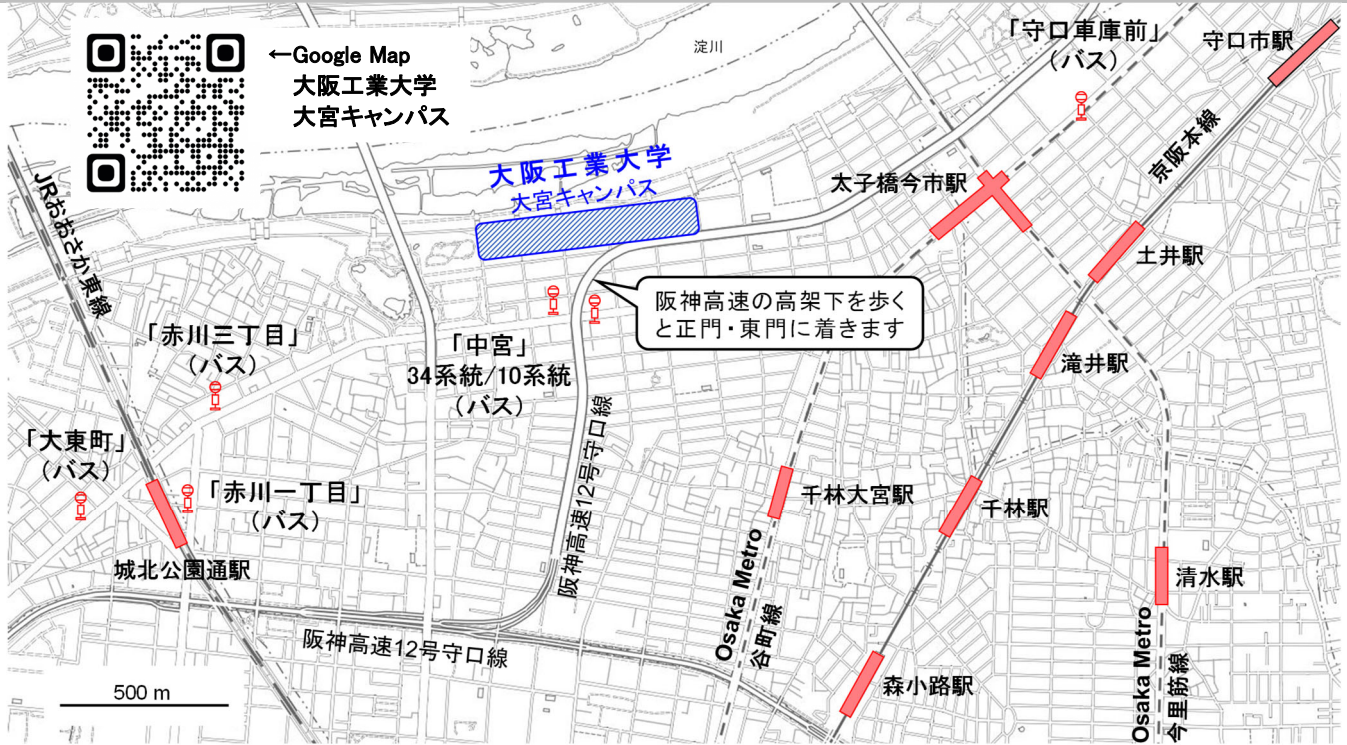 ←Google Map
大阪工業大学
大宮キャンパス
淀川
「守口車庫前」
(バス)
守口市駅
京阪本線
JRおおさか東線
大阪工業大学
大宮キャンパス
太子橋今市駅
土井駅
阪神高速の高架下を歩く
と正門・東門に着きます
「赤川三丁目」
(バス)
「中宮」
34系統/10系統
(バス)
滝井駅
阪神高速12号守口線
「大東町」
(バス)
「赤川一丁目」
(バス)
千林大宮駅
千林駅
城北公園通駅
清水駅
Osaka Metro
谷町線
阪神高速12号守口線
森小路駅
Osaka Metro
今里筋線
500 m